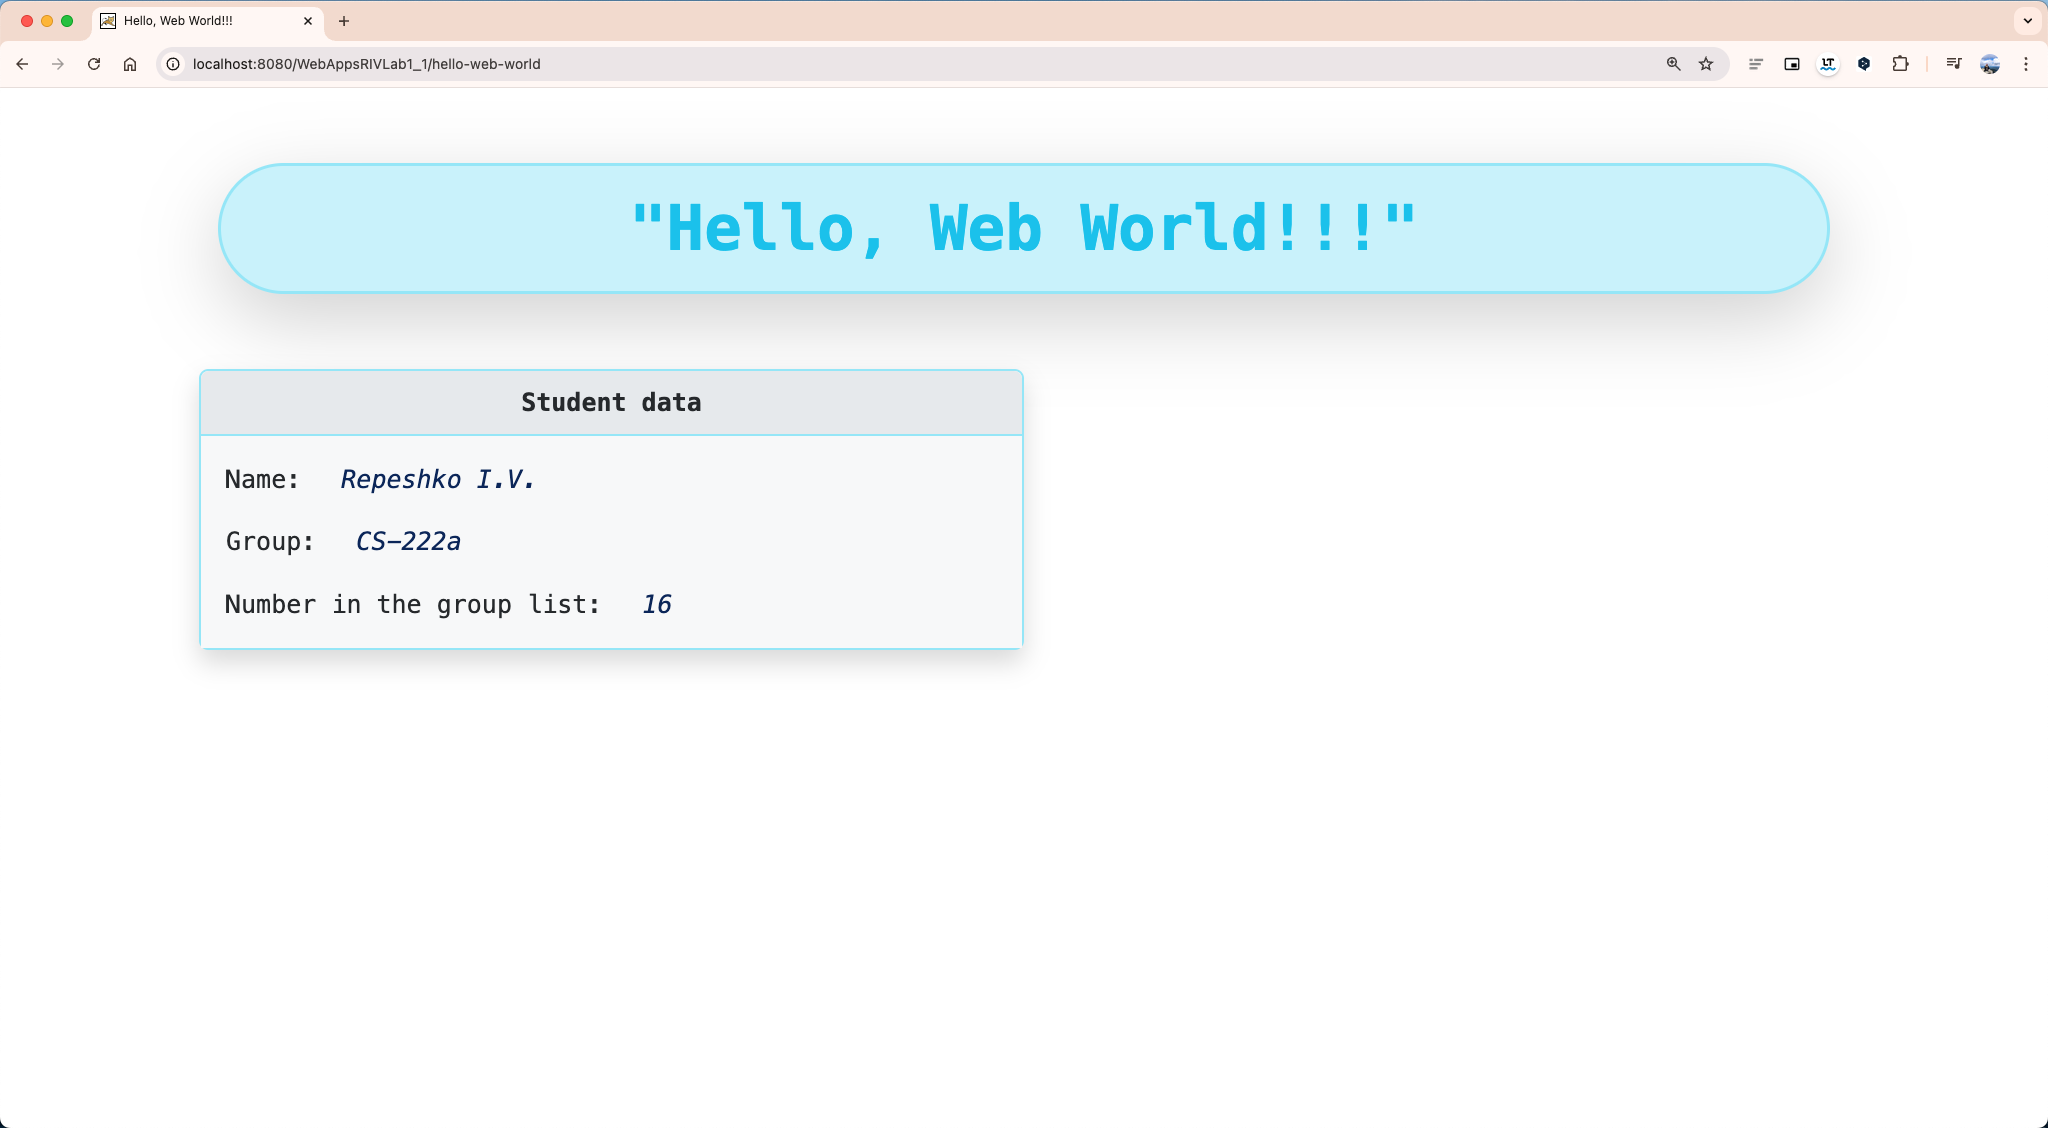 Hello, Web World!!!
localhost:8080/WebAppsRIVLab1_1/hello-web-world
LT
"Hello, Web World!!!"
Student data
Name: Repeshko I.V.
Group: CS-222a
Number in the group list: 16